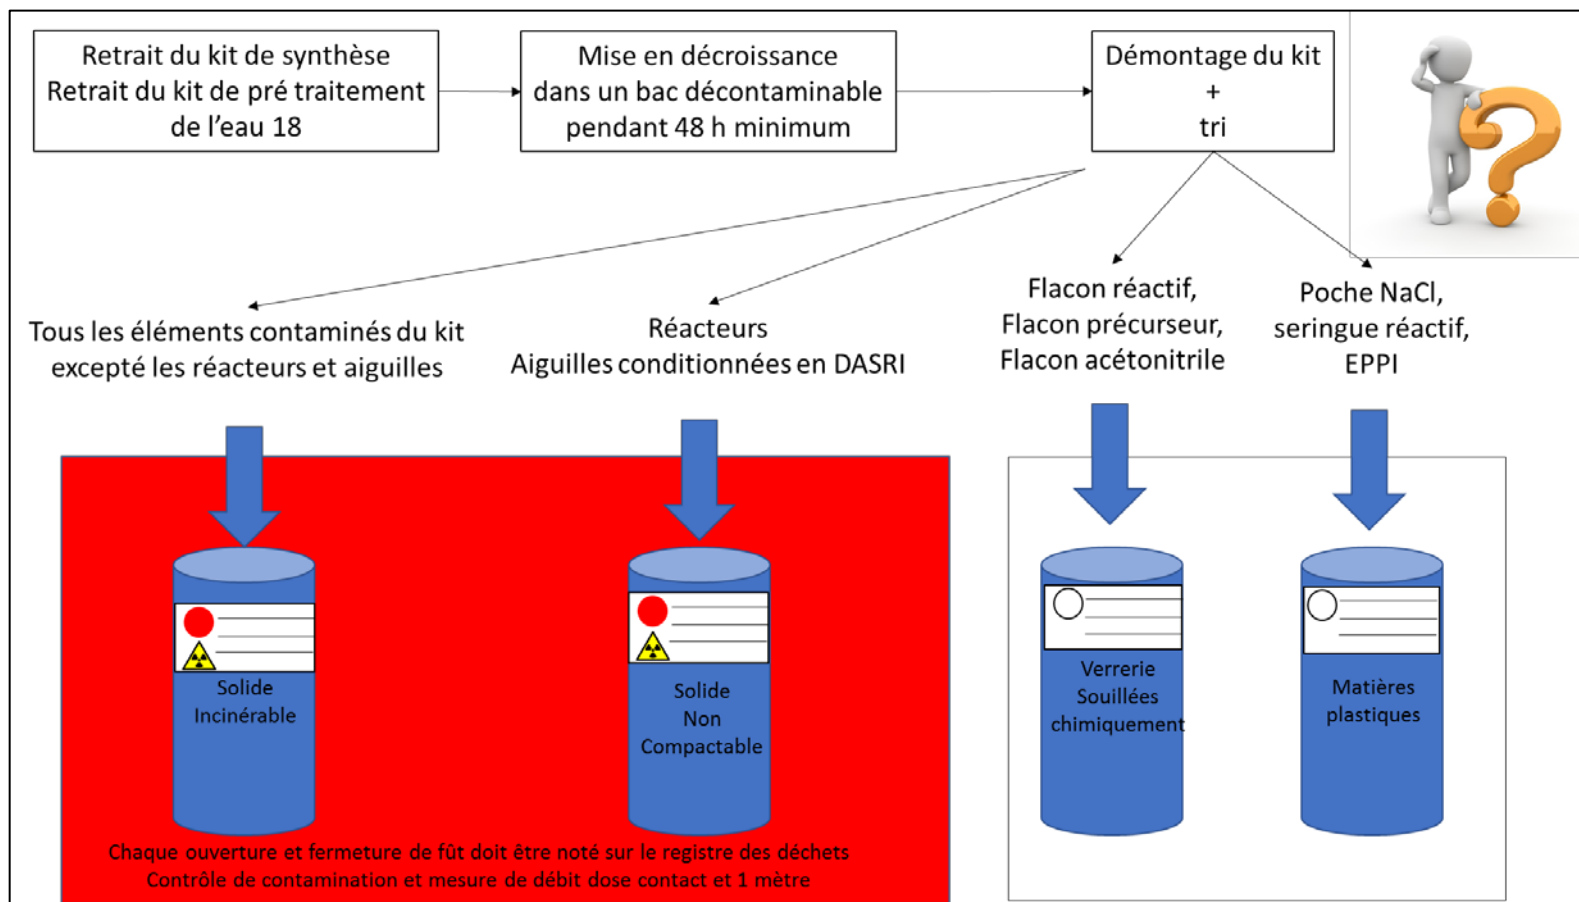 Retrait du kit de synthèse
Retrait du kit de pré traitement
de l'eau 18
Mise en décroissance
dans un bac décontaminable
pendant 48 h minimum
Démontage du kit
+
tri
Tous les éléments contaminés du kit
excepté les réacteurs et aiguilles
Réacteurs
Aiguilles conditionnées en DASRI
Flacon réactif,
Flacon précurseur,
Flacon acétonitrile
Poche NaCl,
seringue réactif,
EPPI
Solide
Incinérable
Solide
Non
Compactable
Verrerie
Souillées
chimiquement
Matières
plastiques
Chaque ouverture et fermeture de fût doit être noté sur le registre des déchets
Contrôle de contamination et mesure de débit dose contact et 1 mètre